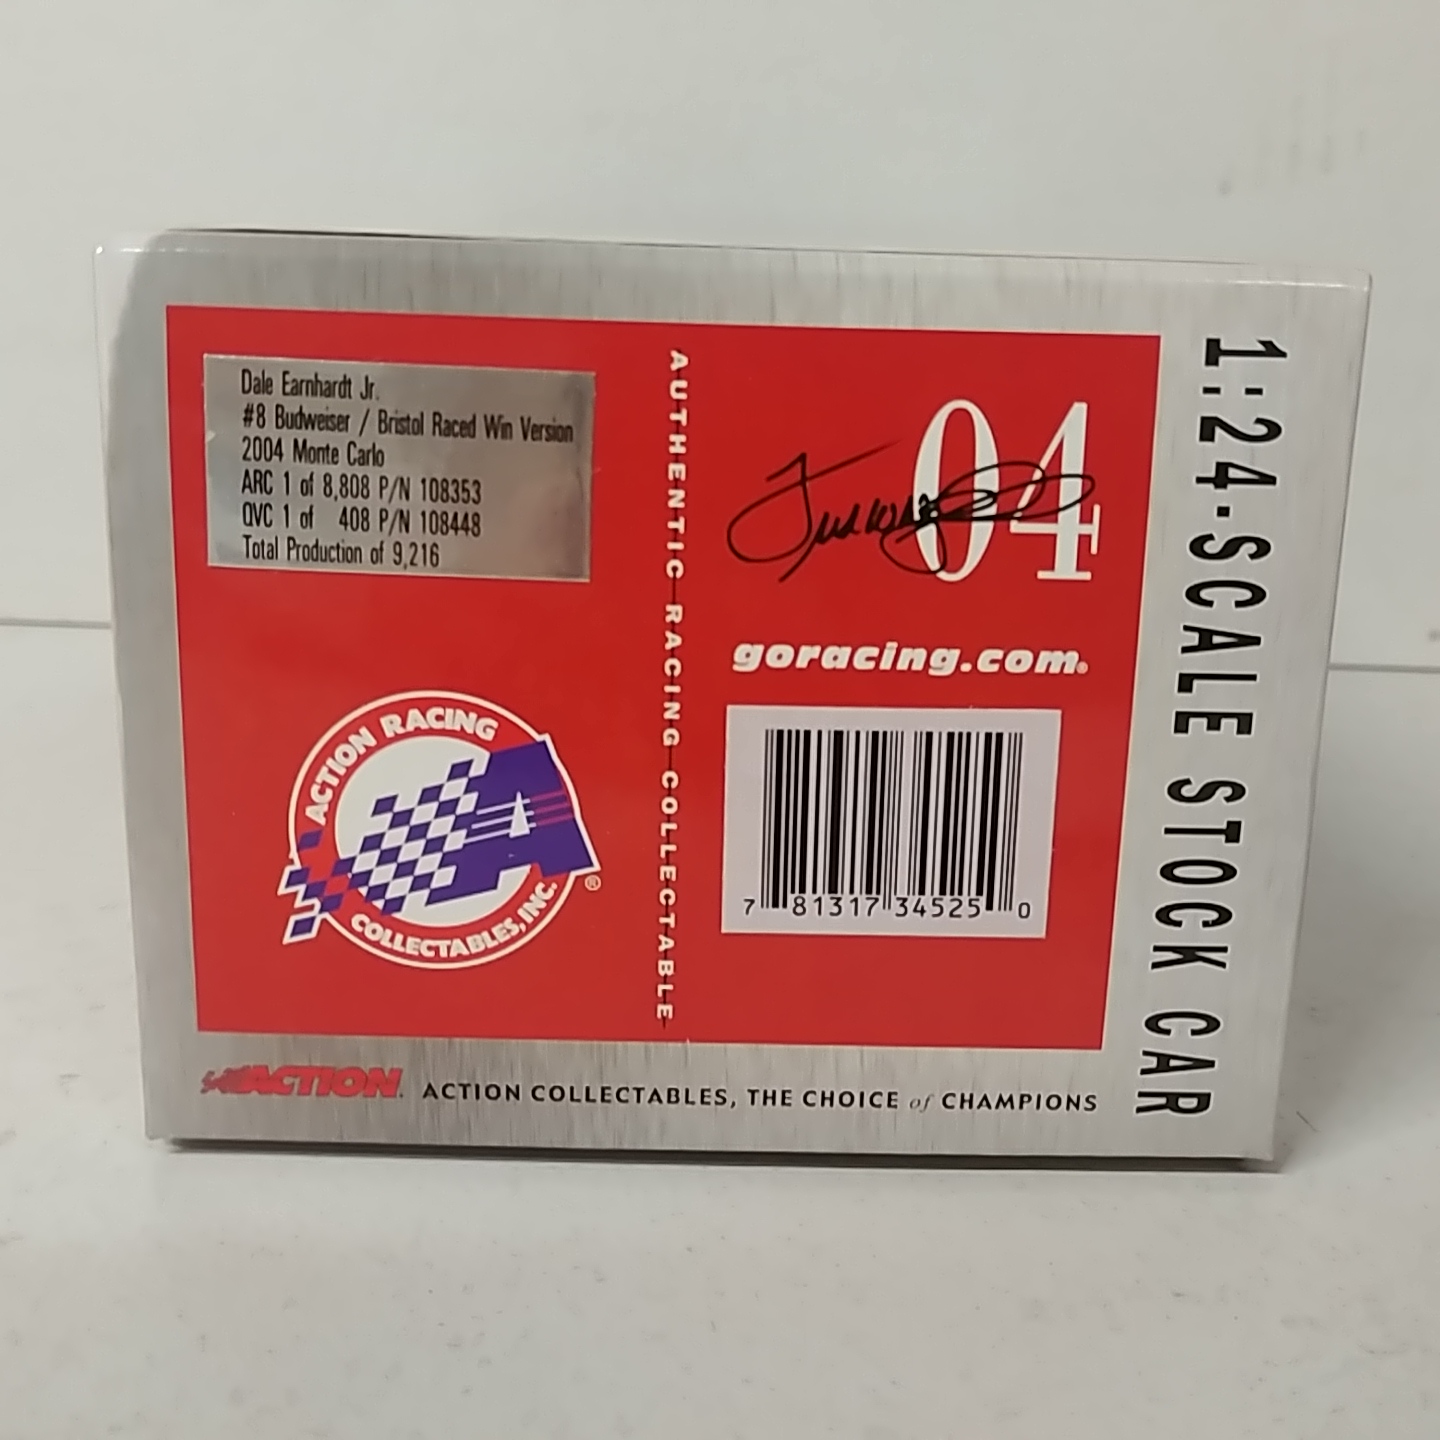 Dale Earnhardt Jr.
#8 Budweiser / Bristol Raced Win Version
2004 Monte Carlo
ARC 1 of 8,808 P/N 108353
QVC 1 of 408 P/N 108448
Total Production of 9,216
ACTION RACING
COLLECTABLES, INC.
®
AUTHENTIC RACING COLLECTABLE
04
goracing.com®
7 81317 34525 0
1:24-SCALE STOCK CAR
ACTION.
ACTION COLLECTABLES, THE CHOICE of CHAMPIONS